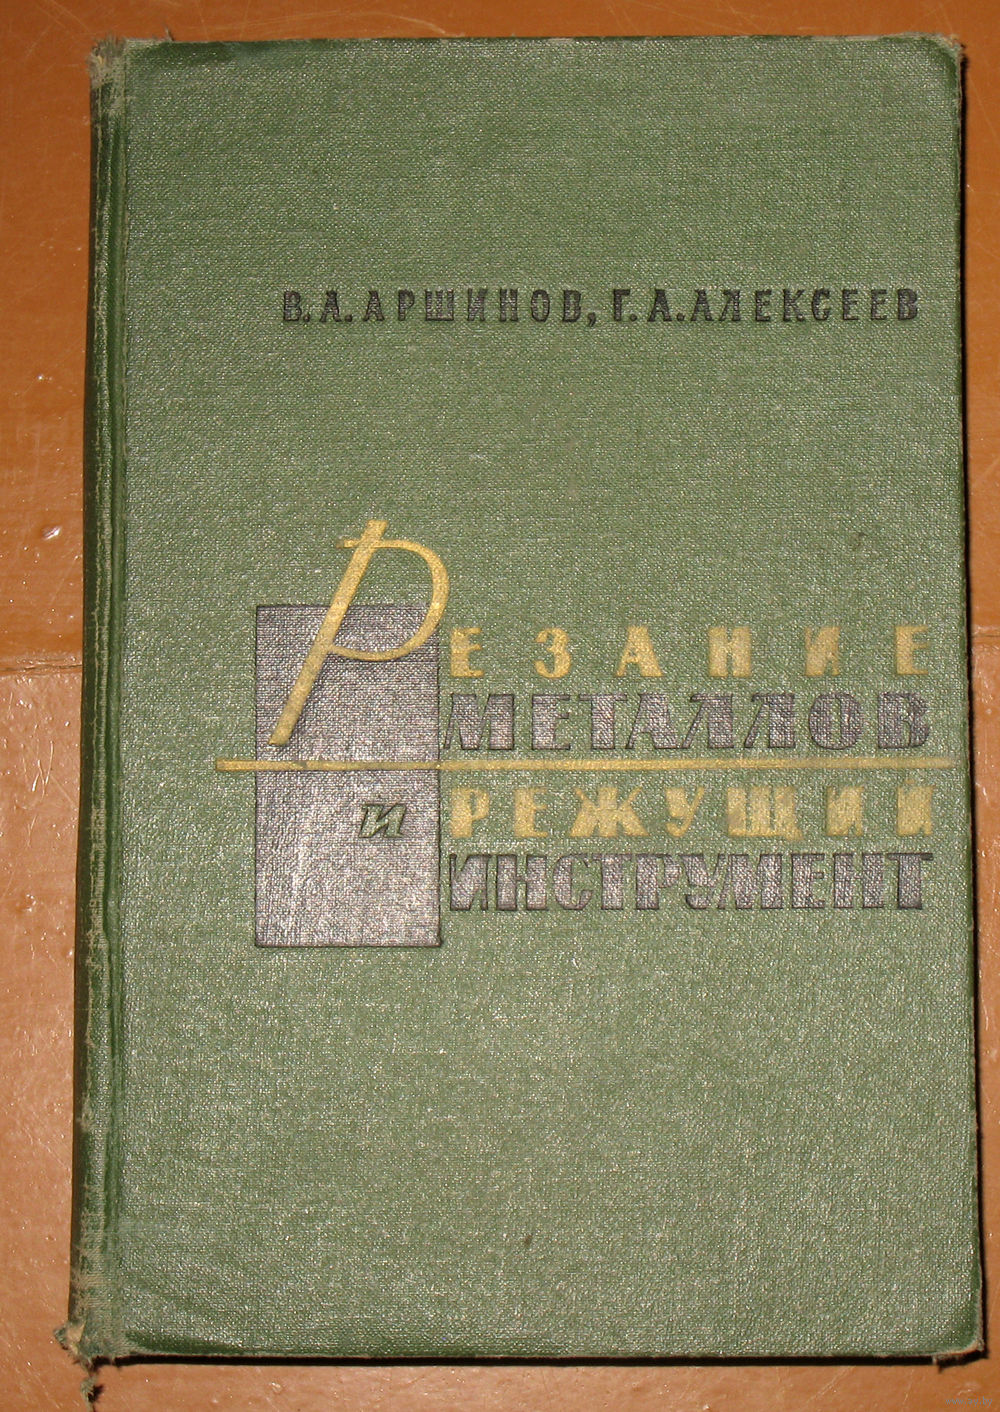 В.А.АРШИНОВ, Г.А.АЛЕКСЕЕВ
РЕЗАНИЕ
МЕТАЛЛОВ
и РЕЖУЩИЙ
ИНСТРУМЕНТ